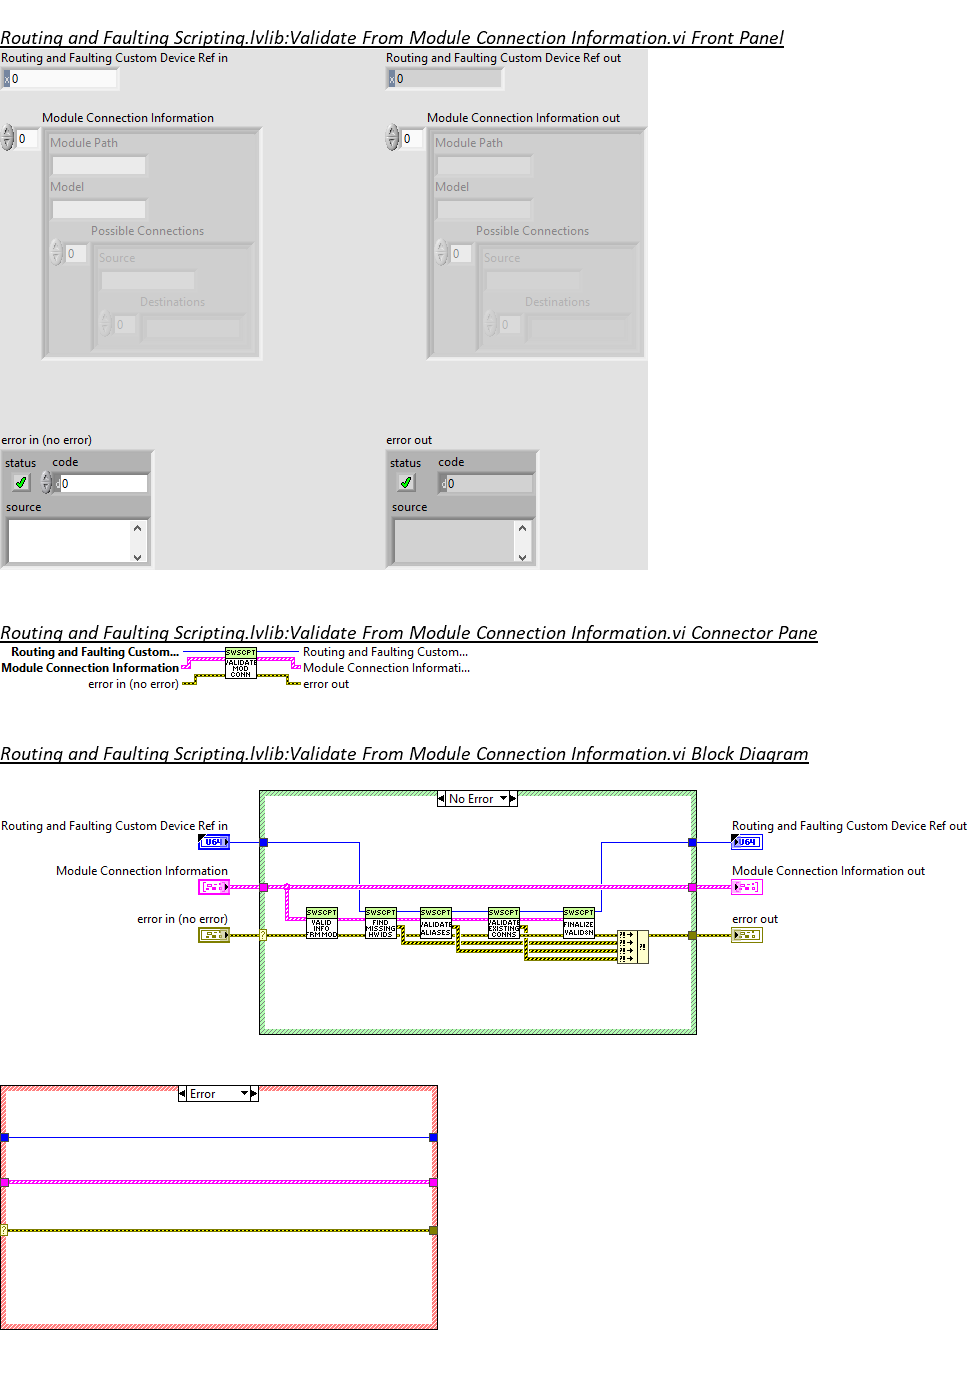 Routing and Faulting Scripting.lvlib:Validate From Module Connection Information.vi Front Panel
Routing and Faulting Custom Device Ref in
Routing and Faulting Custom Device Ref out
x 0
x 0
Module Connection Information
Module Connection Information out
0
0
Module Path
Module Path
Model
Model
Possible Connections
Possible Connections
0
0
Source
Source
Destinations
Destinations
0
0
error in (no error)
error out
status code
status code
d 0
d 0
source
source
Routing and Faulting Scripting.lvlib:Validate From Module Connection Information.vi Connector Pane
Routing and Faulting Custom...
SWSCPT
Routing and Faulting Custom...
Module Connection Information
VALIDATE
MOD
CONN
Module Connection Informati...
error in (no error)
error out
Routing and Faulting Scripting.lvlib:Validate From Module Connection Information.vi Block Diagram
No Error
Routing and Faulting Custom Device Ref in
Routing and Faulting Custom Device Ref out
U64
U64
Module Connection Information
Module Connection Information out
error in (no error)
error out
SWSCPT
VALID
INFO
FRM MOD
SWSCPT
FIND
MISSING
HWIDS
SWSCPT
VALIDATE
ALIASES
SWSCPT
VALIDATE
EXISTING
CONNS
SWSCPT
FINALIZE
VALID8N
?
?!
?!
?!
?!
?!
Error
?